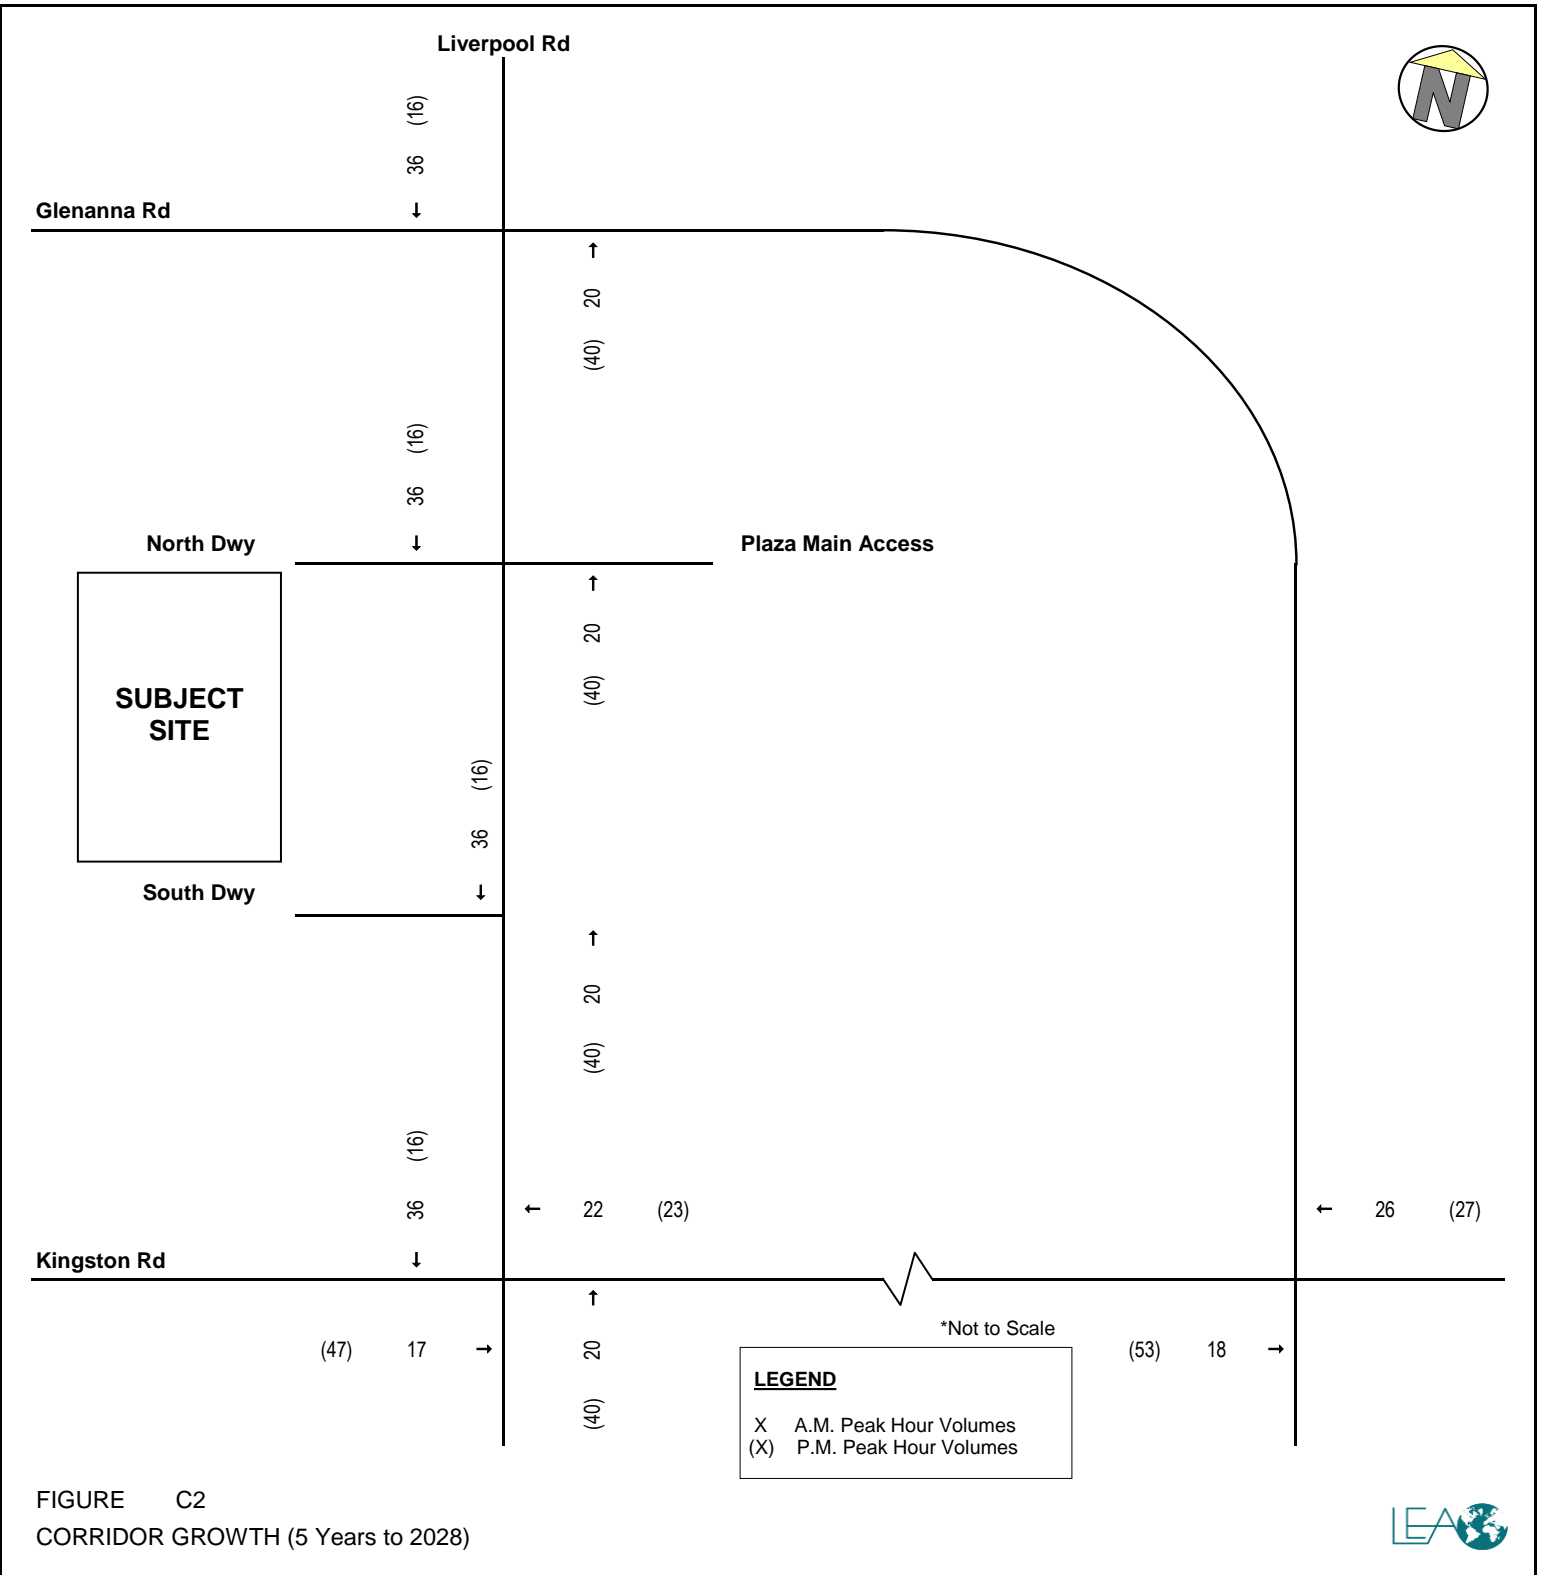 Liverpool Rd
N
(16)
36
Glenanna Rd ↓
↑
20
(40)
(16)
36
North Dwy ↓ Plaza Main Access
↑
20
(40)
SUBJECT
SITE
(16)
36
South Dwy ↓
↑
20
(40)
(16)
36 ← 22 (23) ← 26 (27)
Kingston Rd ↓
↑
*Not to Scale
(47) 17 → 20 (53) 18 →
(40)
LEGEND
X A.M. Peak Hour Volumes
(X) P.M. Peak Hour Volumes
FIGURE C2
CORRIDOR GROWTH (5 Years to 2028)
LEA